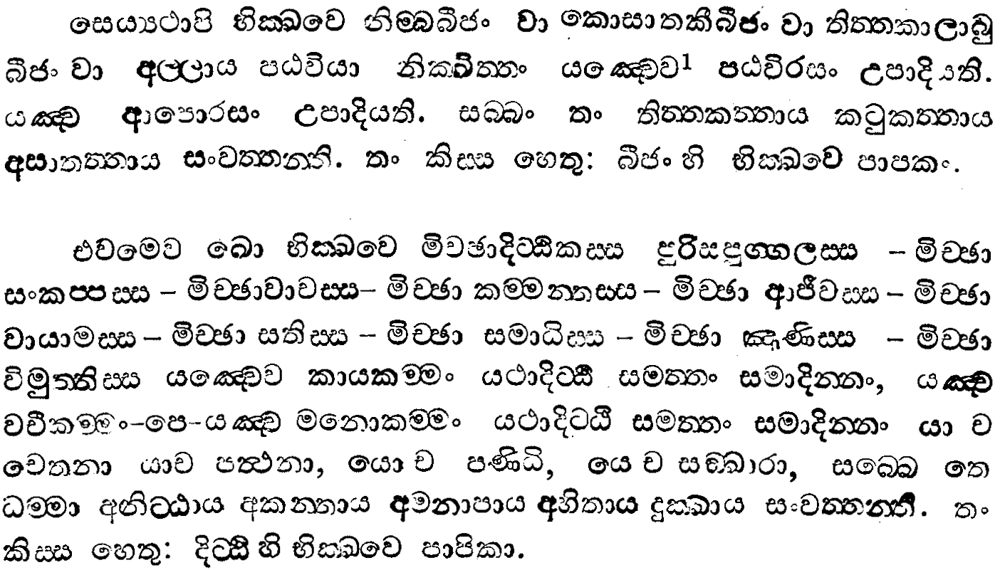 සෙය්‍යථාපි භික්ඛවෙ නිම්බබීජං වා කොසාතකීබීජං වා තිත්තකාලාබු
බීජං වා අල්ලාය පඨවියා නික්ඛිත්තං යඤ්චෙව1 පඨවිරසං උපාදියති.
යඤ්ච ආපොරසං උපාදියති. සබ්බං තං තිත්තකත්තාය කටුකත්තාය
අසාතත්තාය සංවත්තන්ති. තං කිස්ස හෙතු: බීජං හි භික්ඛවෙ පාපකං.
එවමෙව ඛො භික්ඛවෙ මිච්ඡාදිට්ඨිකස්ස පුරිසපුග්ගලස්ස – මිච්ඡා
සංකප්පස්ස – මිච්ඡාවාචස්ස– මිච්ඡා කම්මන්තස්ස – මිච්ඡා ආජීවස්ස – මිච්ඡා
වායාමස්ස – මිච්ඡා සතිස්ස – මිච්ඡා සමාධිස්ස – මිච්ඡා ඤාණිස්ස – මිච්ඡා
විමුත්තිස්ස යඤ්චෙව කායකම්මං යථාදිට්ඨි සමත්තං සමාදින්නං, යඤ්ච
වචීකම්මං–පෙ–යඤ්ච මනොකම්මං යථාදිට්ඨි සමත්තං සමාදින්නං යා ච
චෙතනා යාච පත්ථනා, යො ච පණිධි, යෙ ච සඞ්ඛාරා, සබ්බෙ තෙ
ධම්මා අනිට්ඨාය අකන්තාය අමනාපාය අහිතාය දුක්ඛාය සංවත්තන්ති. තං
කිස්ස හෙතු: දිට්ඨි හි භික්ඛවෙ පාපිකා.